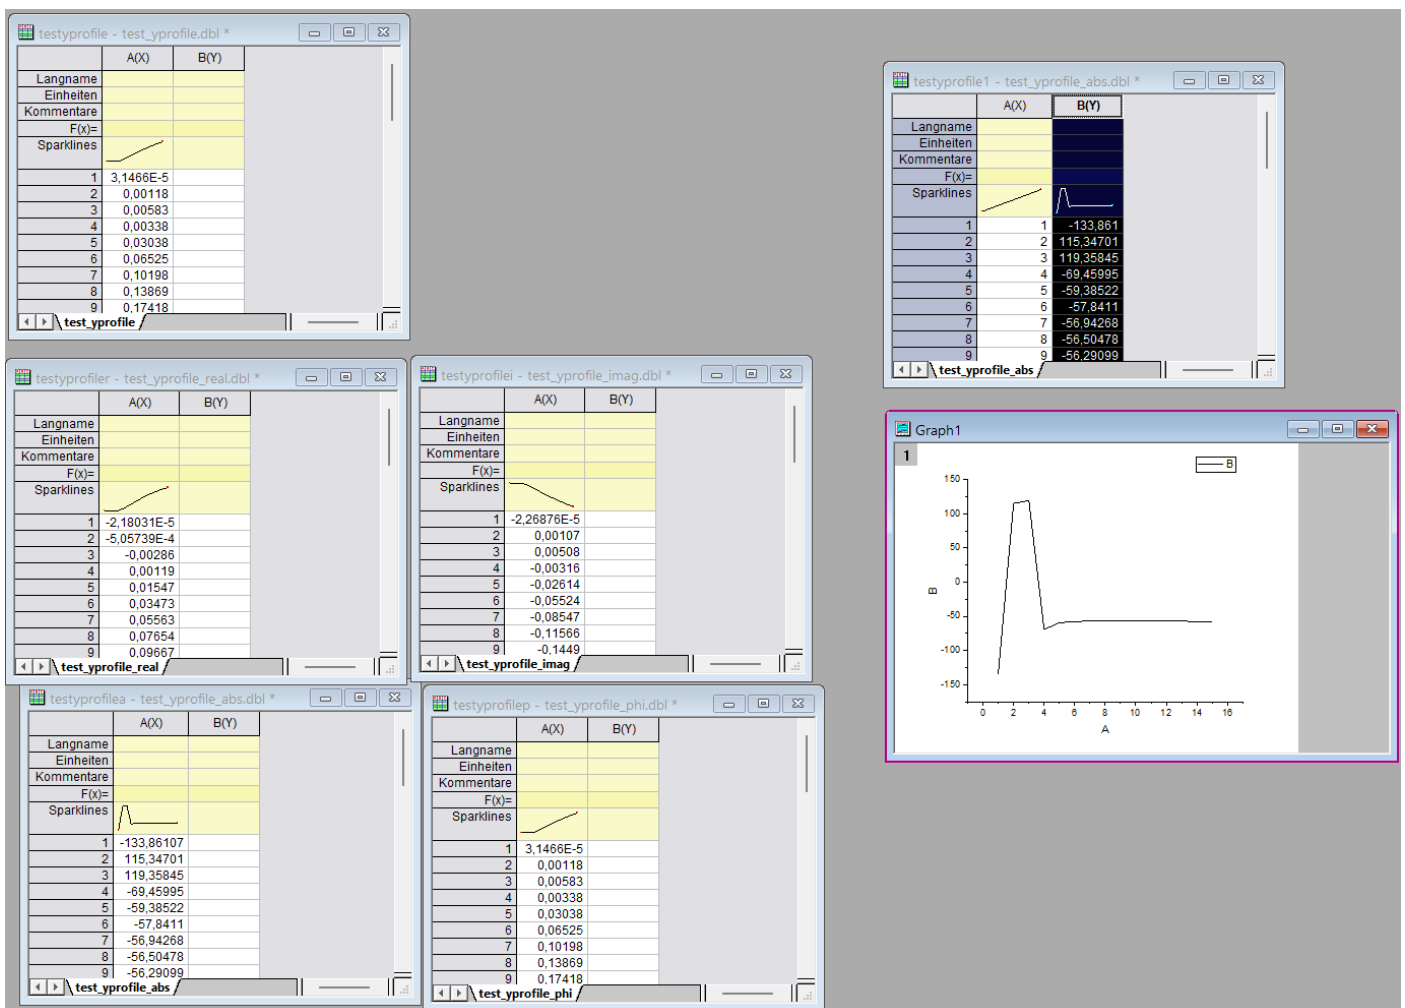 testyprofile - test_yprofile.dbl *
A(X) B(Y)
Langname
Einheiten
Kommentare
F(x)=
Sparklines
1 3,1466E-5
2 0,00118
3 0,00583
4 0,00338
5 0,03038
6 0,06525
7 0,10198
8 0,13869
9 0,17418
test_yprofile
testyprofile1 - test_yprofile_abs.dbl *
A(X) B(Y)
Langname
Einheiten
Kommentare
F(x)=
Sparklines
1 1 -133,861
2 2 115,34701
3 3 119,35845
4 4 -69,45995
5 5 -59,38522
6 6 -57,8411
7 7 -56,94268
8 8 -56,50478
9 9 -56,29099
test_yprofile_abs
testyprofiler - test_yprofile_real.dbl *
A(X) B(Y)
Langname
Einheiten
Kommentare
F(x)=
Sparklines
1 -2,18031E-5
2 -5,05739E-4
3 -0,00286
4 0,00119
5 0,01547
6 0,03473
7 0,05563
8 0,07654
9 0,09667
test_yprofile_real
testyprofilei - test_yprofile_imag.dbl *
A(X) B(Y)
Langname
Einheiten
Kommentare
F(x)=
Sparklines
1 -2,26876E-5
2 0,00107
3 0,00508
4 -0,00316
5 -0,02614
6 -0,05524
7 -0,08547
8 -0,11566
9 -0,1449
test_yprofile_imag
Graph1
1
B
150
100
50
0
-50
-100
-150
B
0 2 4 6 8 10 12 14 16
A
testyprofilea - test_yprofile_abs.dbl *
A(X) B(Y)
Langname
Einheiten
Kommentare
F(x)=
Sparklines
1 -133,86107
2 115,34701
3 119,35845
4 -69,45995
5 -59,38522
6 -57,8411
7 -56,94268
8 -56,50478
9 -56,29099
test_yprofile_abs
testyprofilep - test_yprofile_phi.dbl *
A(X) B(Y)
Langname
Einheiten
Kommentare
F(x)=
Sparklines
1 3,1466E-5
2 0,00118
3 0,00583
4 0,00338
5 0,03038
6 0,06525
7 0,10198
8 0,13869
9 0,17418
test_yprofile_phi